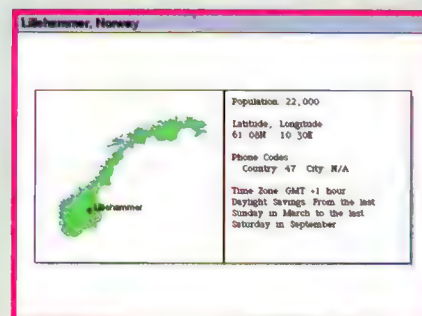 Lillehammer, Norway
Population 22,000
Latitude, Longitude
61 08N 10 30E
Phone Codes
Country 47 City N/A
Time Zone GMT +1 hour
Daylight Savings From the last
Sunday in March to the last
Saturday in September
Lillehammer